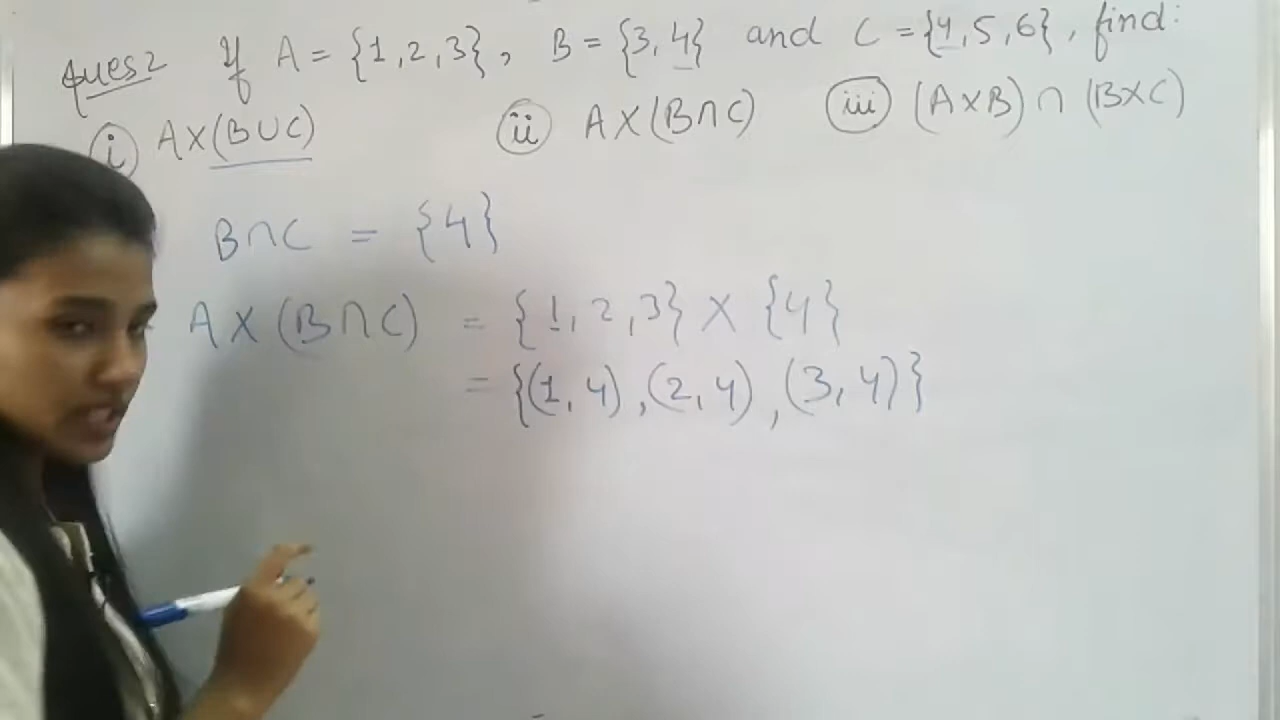 Ques2 If A = {1,2,3}, B = {3,4} and C = {4,5,6}, find:
(i) A×(B∪C) (ii) A×(B∩C) (iii) (A×B)∩(B×C)
B∩C = {4}
A×(B∩C) = {1,2,3} × {4}
= {(1,4),(2,4),(3,4)}